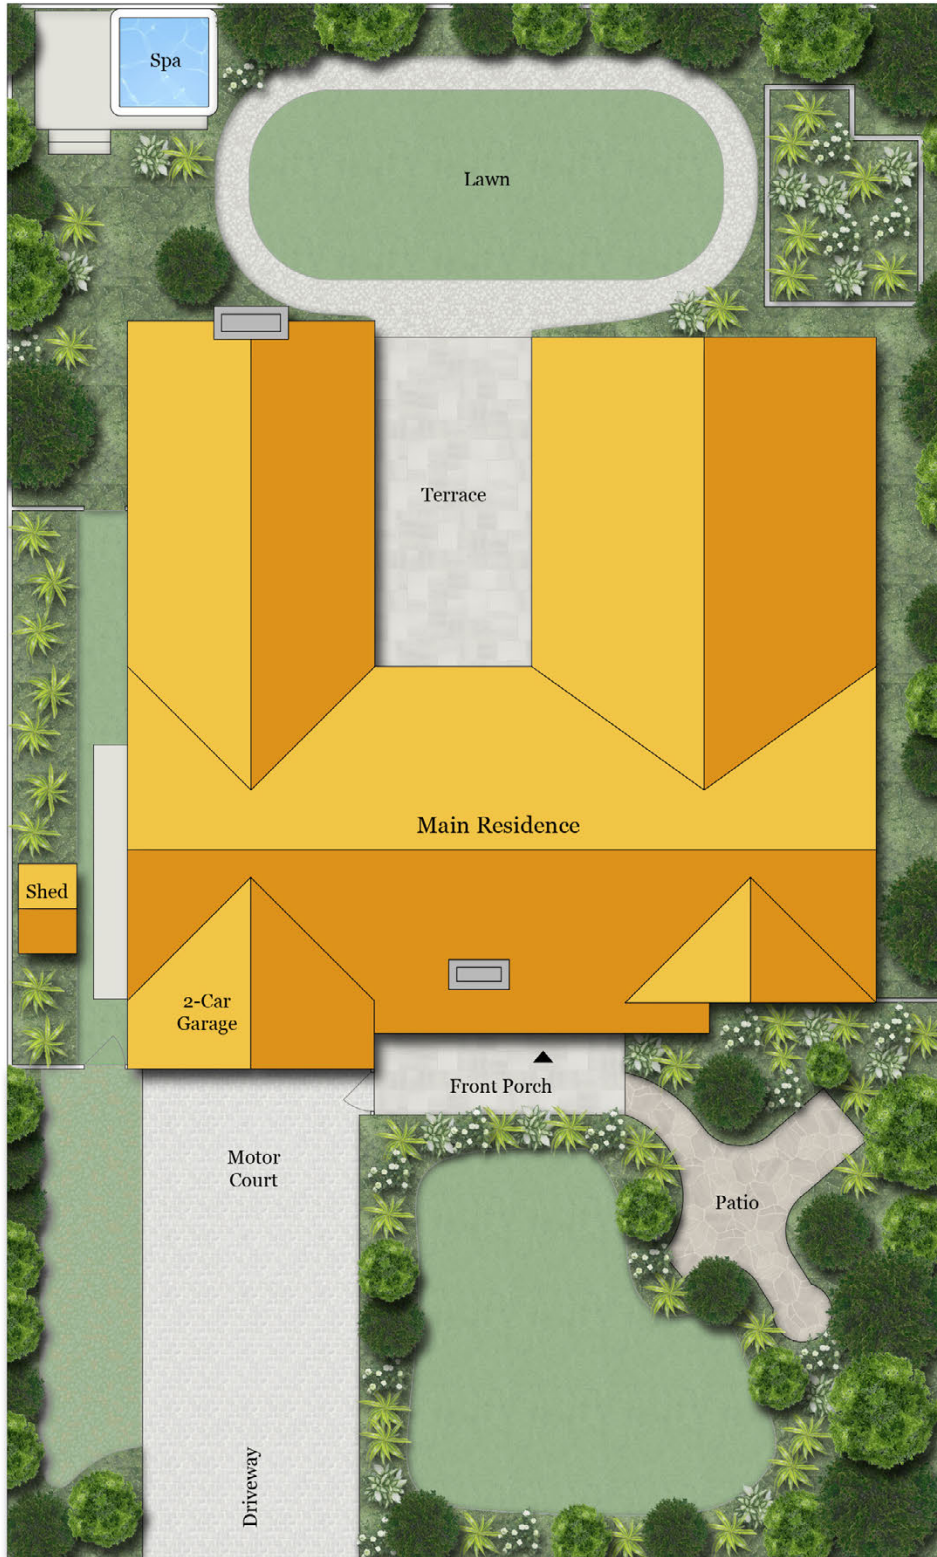 Spa
Lawn
Terrace
Main Residence
Shed
2-Car
Garage
Front Porch
Motor
Court
Patio
Driveway